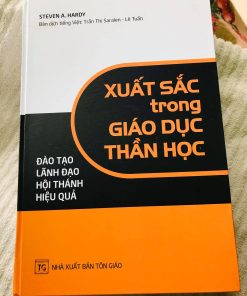 STEVEN A. HARDY
Bản dịch tiếng Việt: Trần Thị Saralen - Lê Tuấn
XUẤT SẮC
trong
GIÁO DỤC
THẦN HỌC
ĐÀO TẠO
LÃNH ĐẠO
HỘI THÁNH
HIỆU QUẢ
TG
NHÀ XUẤT BẢN TÔN GIÁO